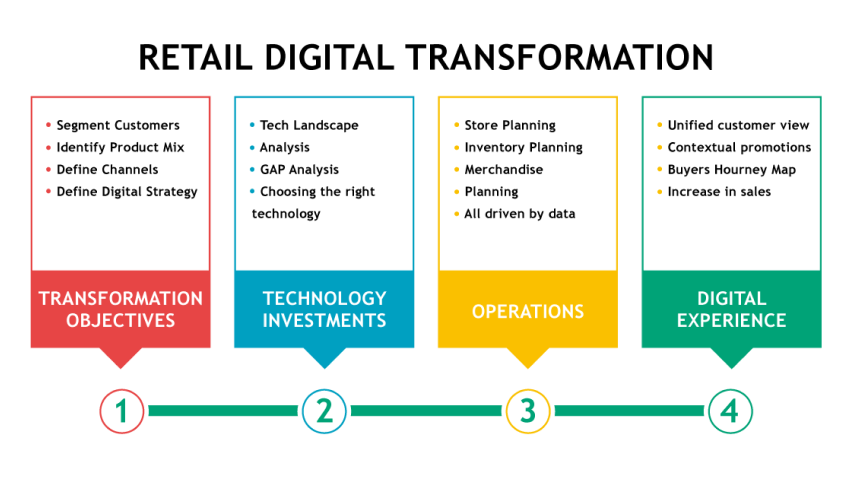 RETAIL DIGITAL TRANSFORMATION
• Segment Customers
• Identify Product Mix
• Define Channels
• Define Digital Strategy
TRANSFORMATION
OBJECTIVES
1
• Tech Landscape
• Analysis
• GAP Analysis
• Choosing the right
technology
TECHNOLOGY
INVESTMENTS
2
• Store Planning
• Inventory Planning
• Merchandise
• Planning
• All driven by data
OPERATIONS
3
• Unified customer view
• Contextual promotions
• Buyers Hourney Map
• Increase in sales
DIGITAL
EXPERIENCE
4